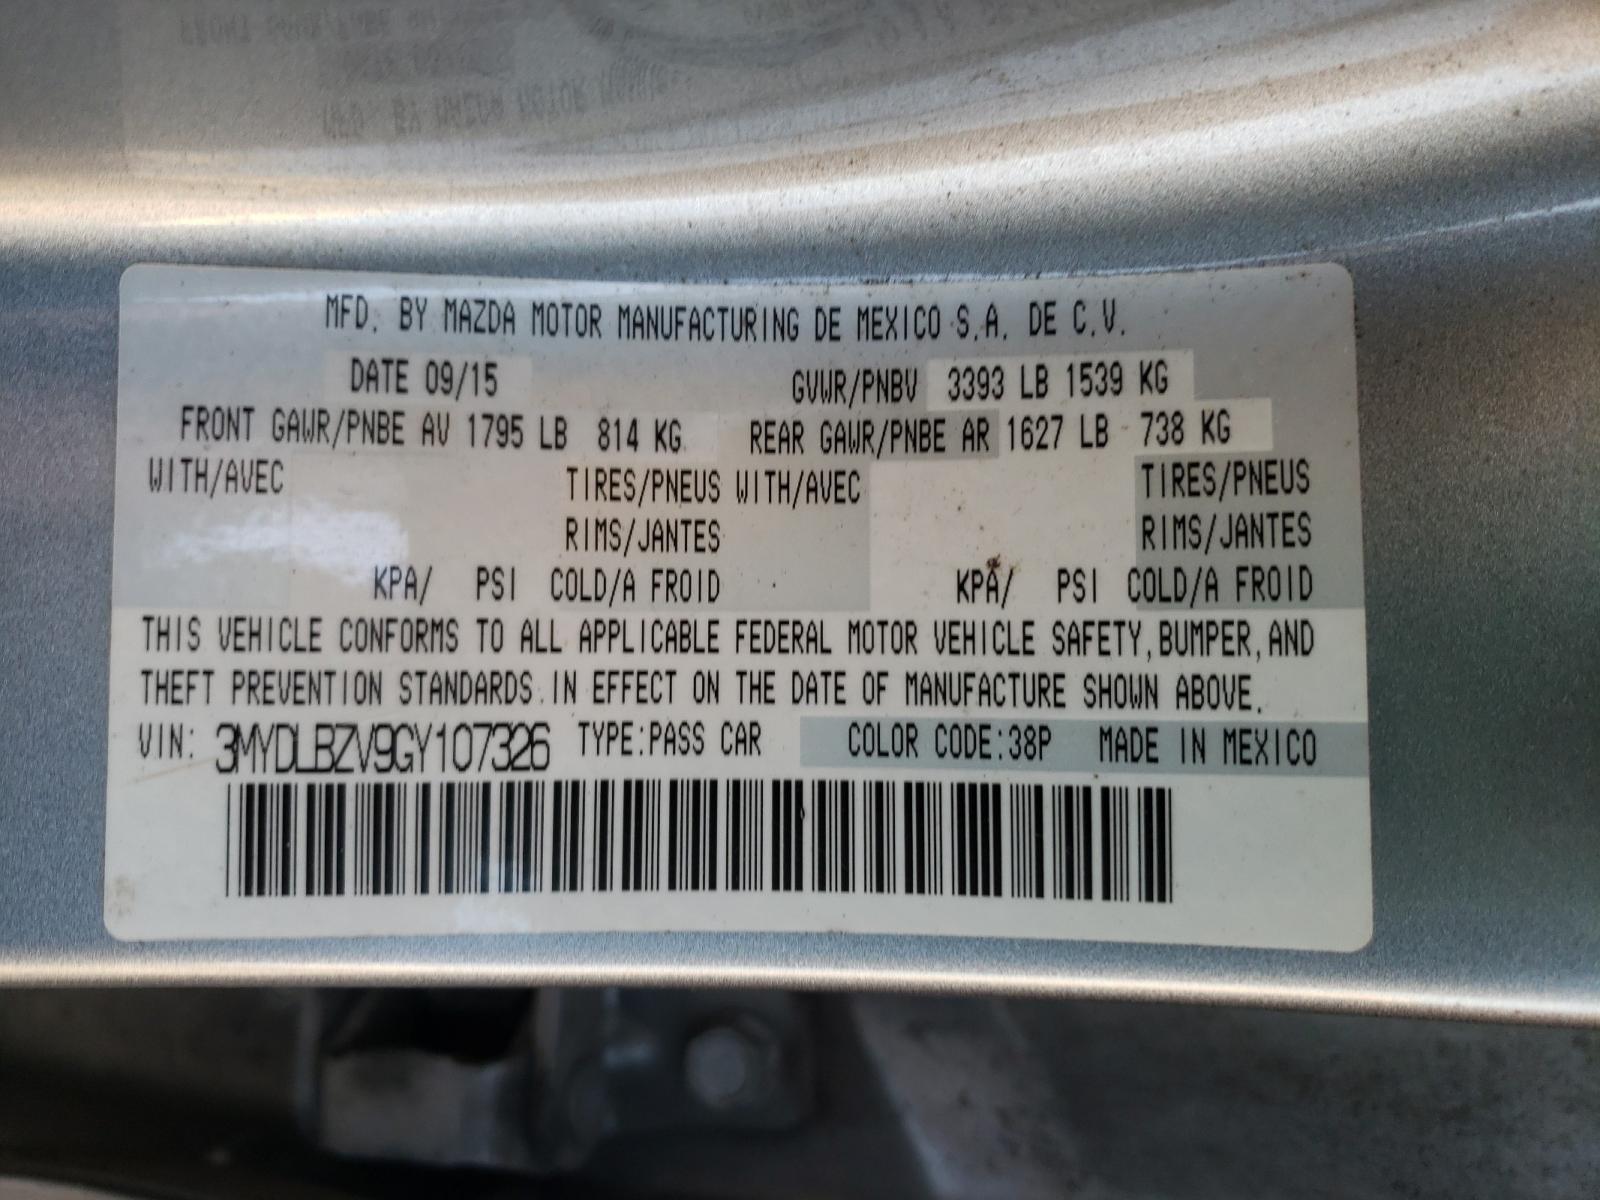 MFD. BY MAZDA MOTOR MANUFACTURING DE MEXICO S.A. DE C.V.
DATE 09/15 GVWR/PNBV 3393 LB 1539 KG
FRONT GAWR/PNBE AV 1795 LB 814 KG REAR GAWR/PNBE AR 1627 LB 738 KG
WITH/AVEC TIRES/PNEUS WITH/AVEC TIRES/PNEUS
RIMS/JANTES RIMS/JANTES
KPA/ PSI COLD/A FROID KPA/ PSI COLD/A FROID
THIS VEHICLE CONFORMS TO ALL APPLICABLE FEDERAL MOTOR VEHICLE SAFETY, BUMPER, AND
THEFT PREVENTION STANDARDS IN EFFECT ON THE DATE OF MANUFACTURE SHOWN ABOVE.
VIN: 3MYDLBZV9GY107326 TYPE:PASS CAR COLOR CODE:38P MADE IN MEXICO